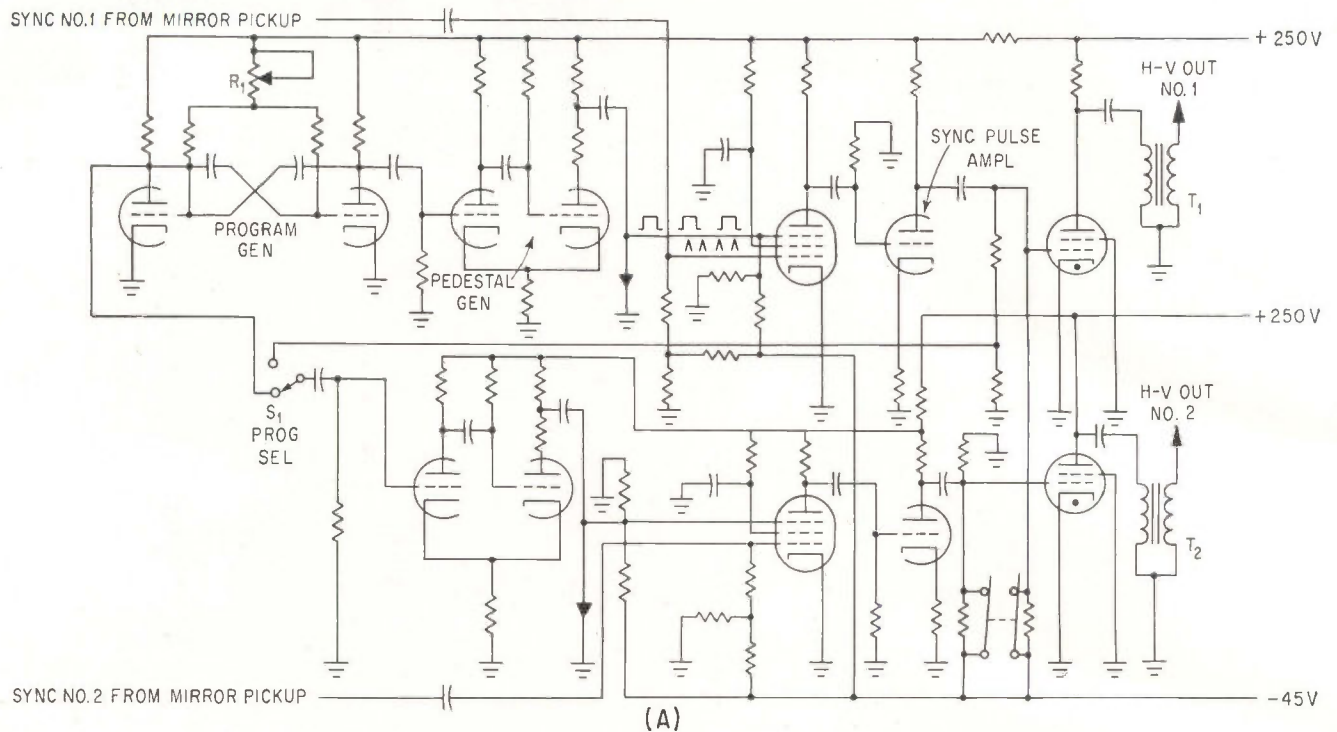 SYNC NO.1 FROM MIRROR PICKUP
+250V
H-V OUT
NO.1
R1
SYNC PULSE
AMPL
T1
PROGRAM
GEN
PEDESTAL
GEN
+250V
H-V OUT
NO. 2
S1
PROG
SEL
T2
SYNC NO.2 FROM MIRROR PICKUP
-45V
(A)